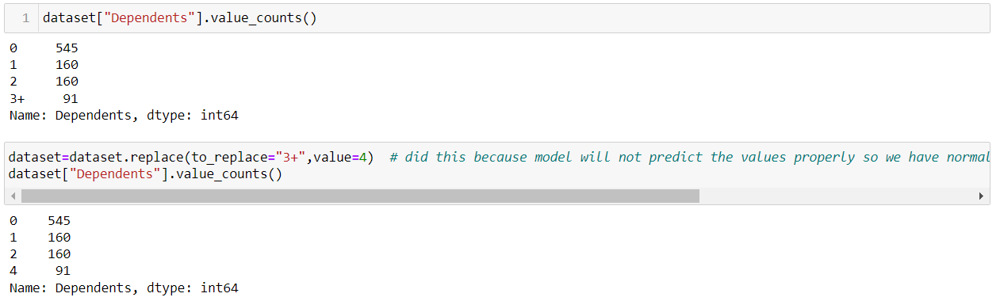 1 dataset["Dependents"].value_counts()
0 545
1 160
2 160
3+ 91
Name: Dependents, dtype: int64
dataset=dataset.replace(to_replace="3+",value=4) # did this because model will not predict the values properly so we have normal
dataset["Dependents"].value_counts()
0 545
1 160
2 160
4 91
Name: Dependents, dtype: int64